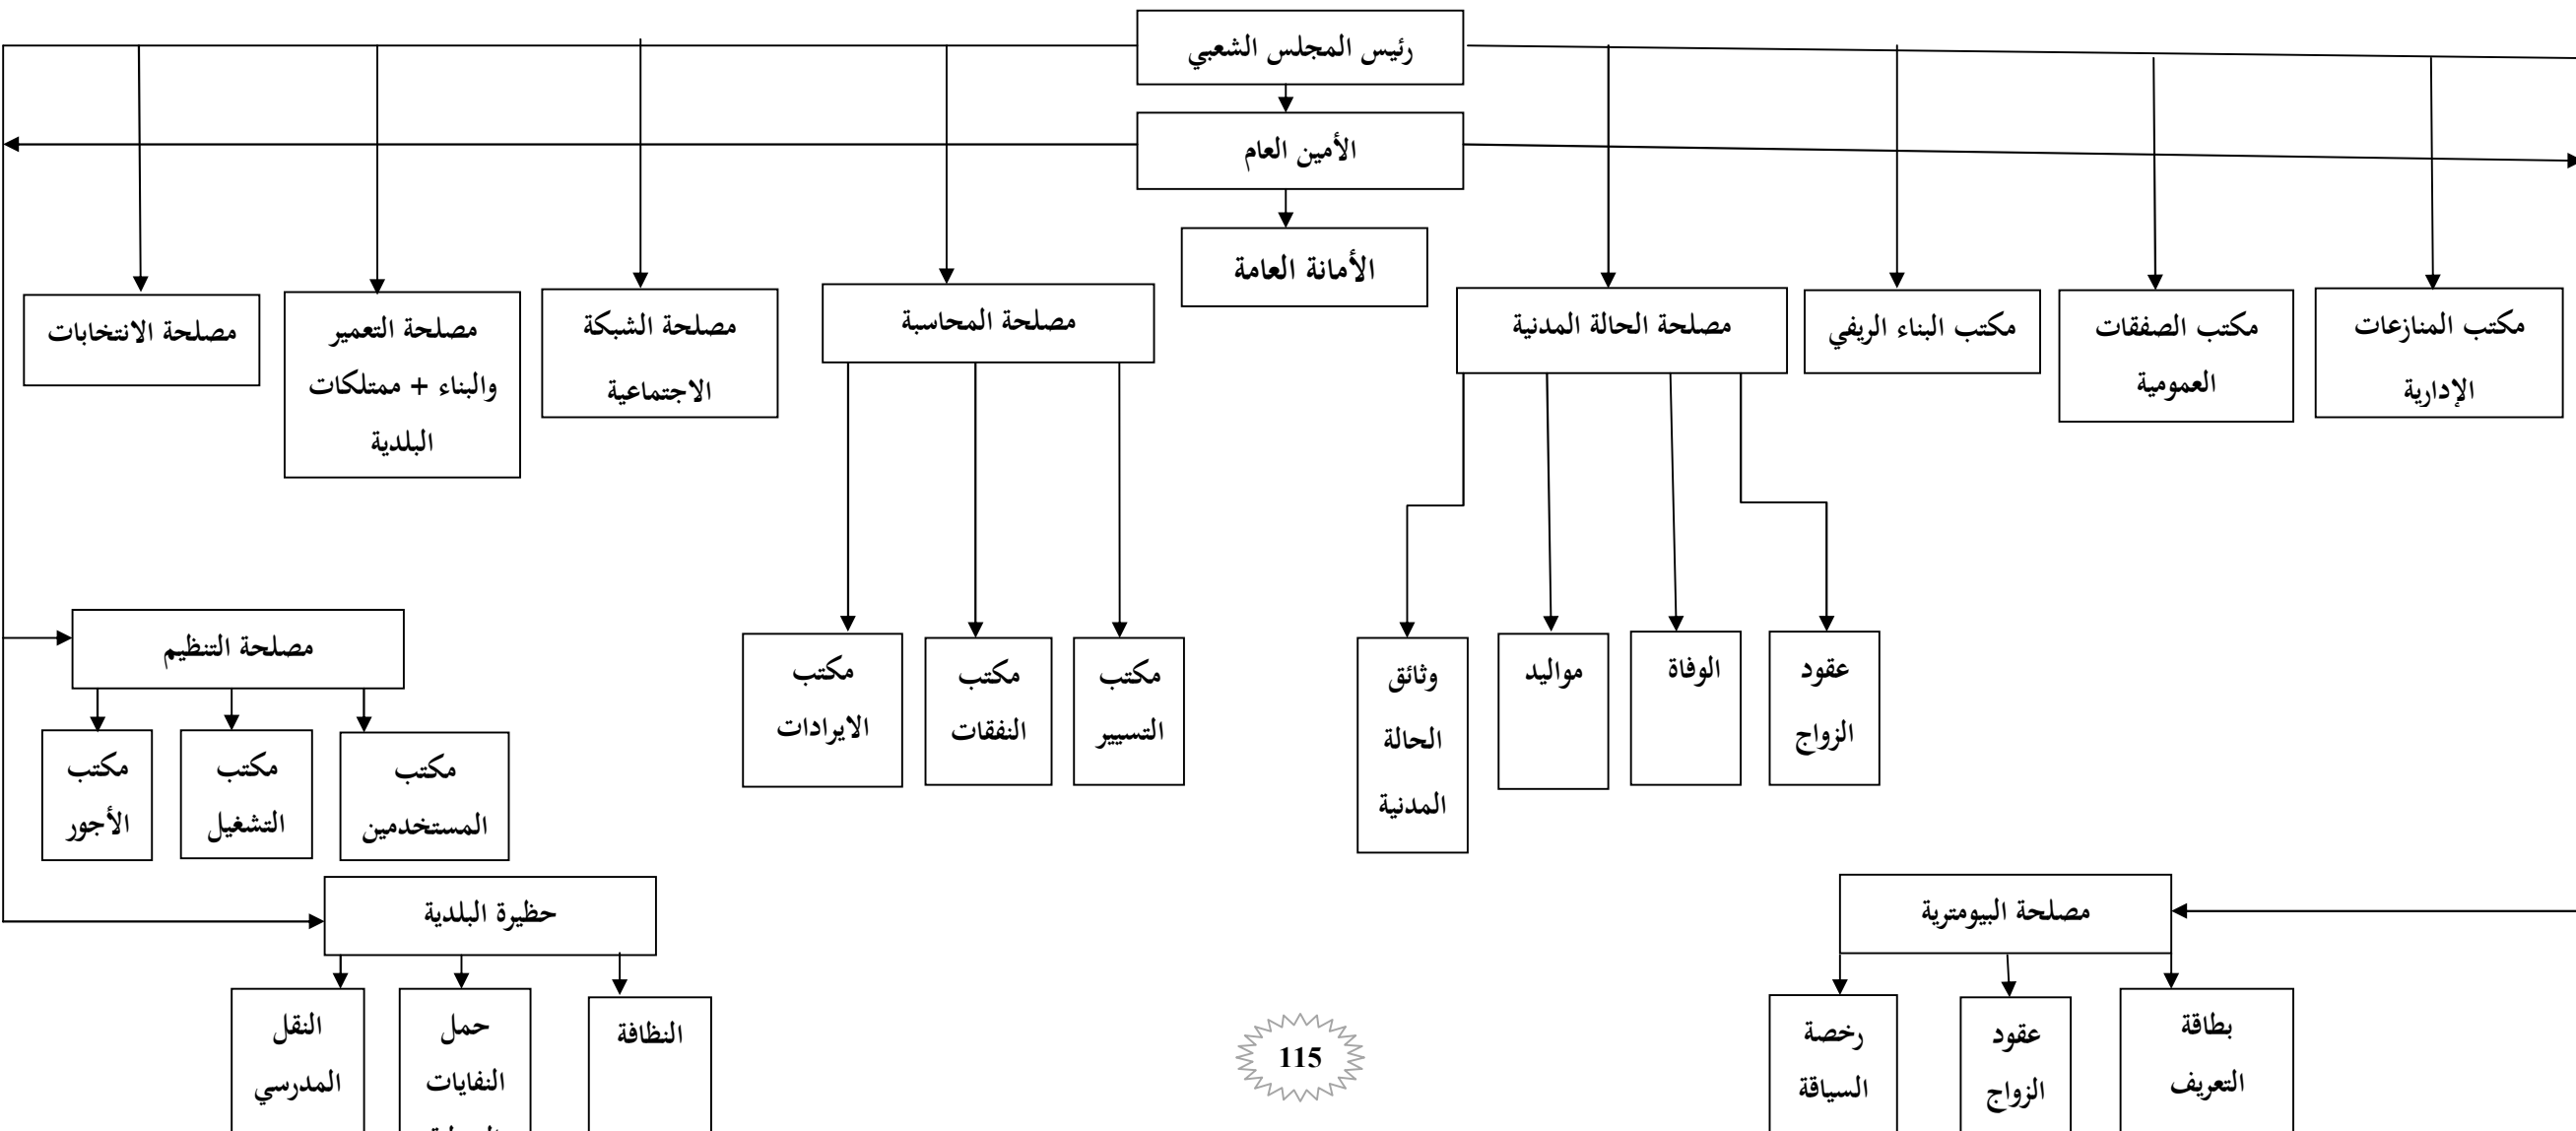 رئيس المجلس الشعبي
الأمين العام
الأمانة العامة
مكتب المنازعات
الإدارية
مكتب الصفقات
العمومية
مكتب البناء الريفي
مصلحة الحالة المدنية
مصلحة المحاسبة
مصلحة الشبكة
الاجتماعية
مصلحة التعمير
والبناء + ممتلكات
البلدية
مصلحة الانتخابات
عقود
الزواج
الوفاة
مواليد
وثائق
الحالة
المدنية
مكتب
التسيير
مكتب
النفقات
مكتب
الايرادات
مصلحة التنظيم
مكتب
المستخدمين
مكتب
التشغيل
مكتب
الأجور
مصلحة البيومترية
بطاقة
التعريف
عقود
الزواج
رخصة
السياقة
حظيرة البلدية
النظافة
حمل
النفايات
النقل
المدرسي
115